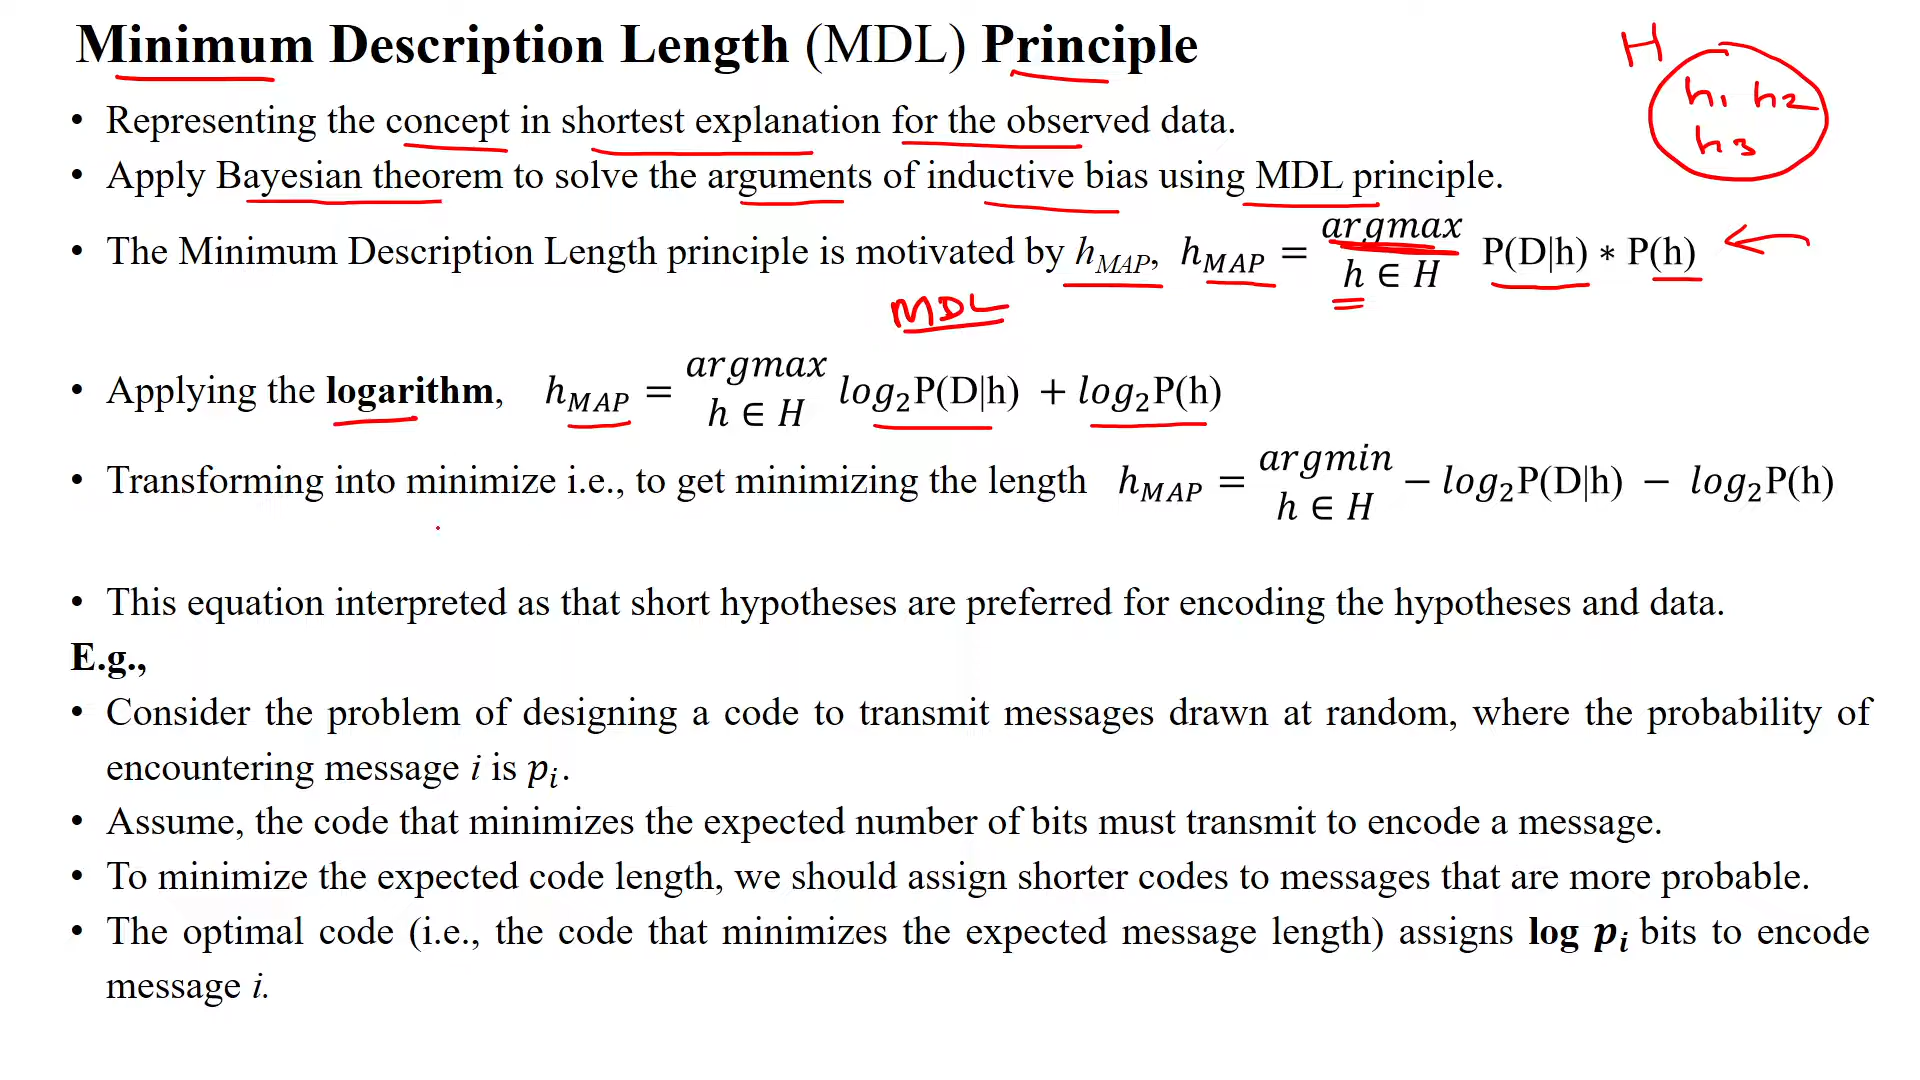 Minimum Description Length (MDL) Principle
H
h1 h2
h3
• Representing the concept in shortest explanation for the observed data.
• Apply Bayesian theorem to solve the arguments of inductive bias using MDL principle.
• The Minimum Description Length principle is motivated by hMAP, hMAP = argmax h ∈ H P(D|h) ∗ P(h)
MDL
• Applying the logarithm, hMAP = argmax h ∈ H log₂P(D|h) + log₂P(h)
• Transforming into minimize i.e., to get minimizing the length hMAP = argmin h ∈ H − log₂P(D|h) − log₂P(h)
• This equation interpreted as that short hypotheses are preferred for encoding the hypotheses and data.
E.g.,
• Consider the problem of designing a code to transmit messages drawn at random, where the probability of
encountering message i is pᵢ.
• Assume, the code that minimizes the expected number of bits must transmit to encode a message.
• To minimize the expected code length, we should assign shorter codes to messages that are more probable.
• The optimal code (i.e., the code that minimizes the expected message length) assigns log pᵢ bits to encode
message i.